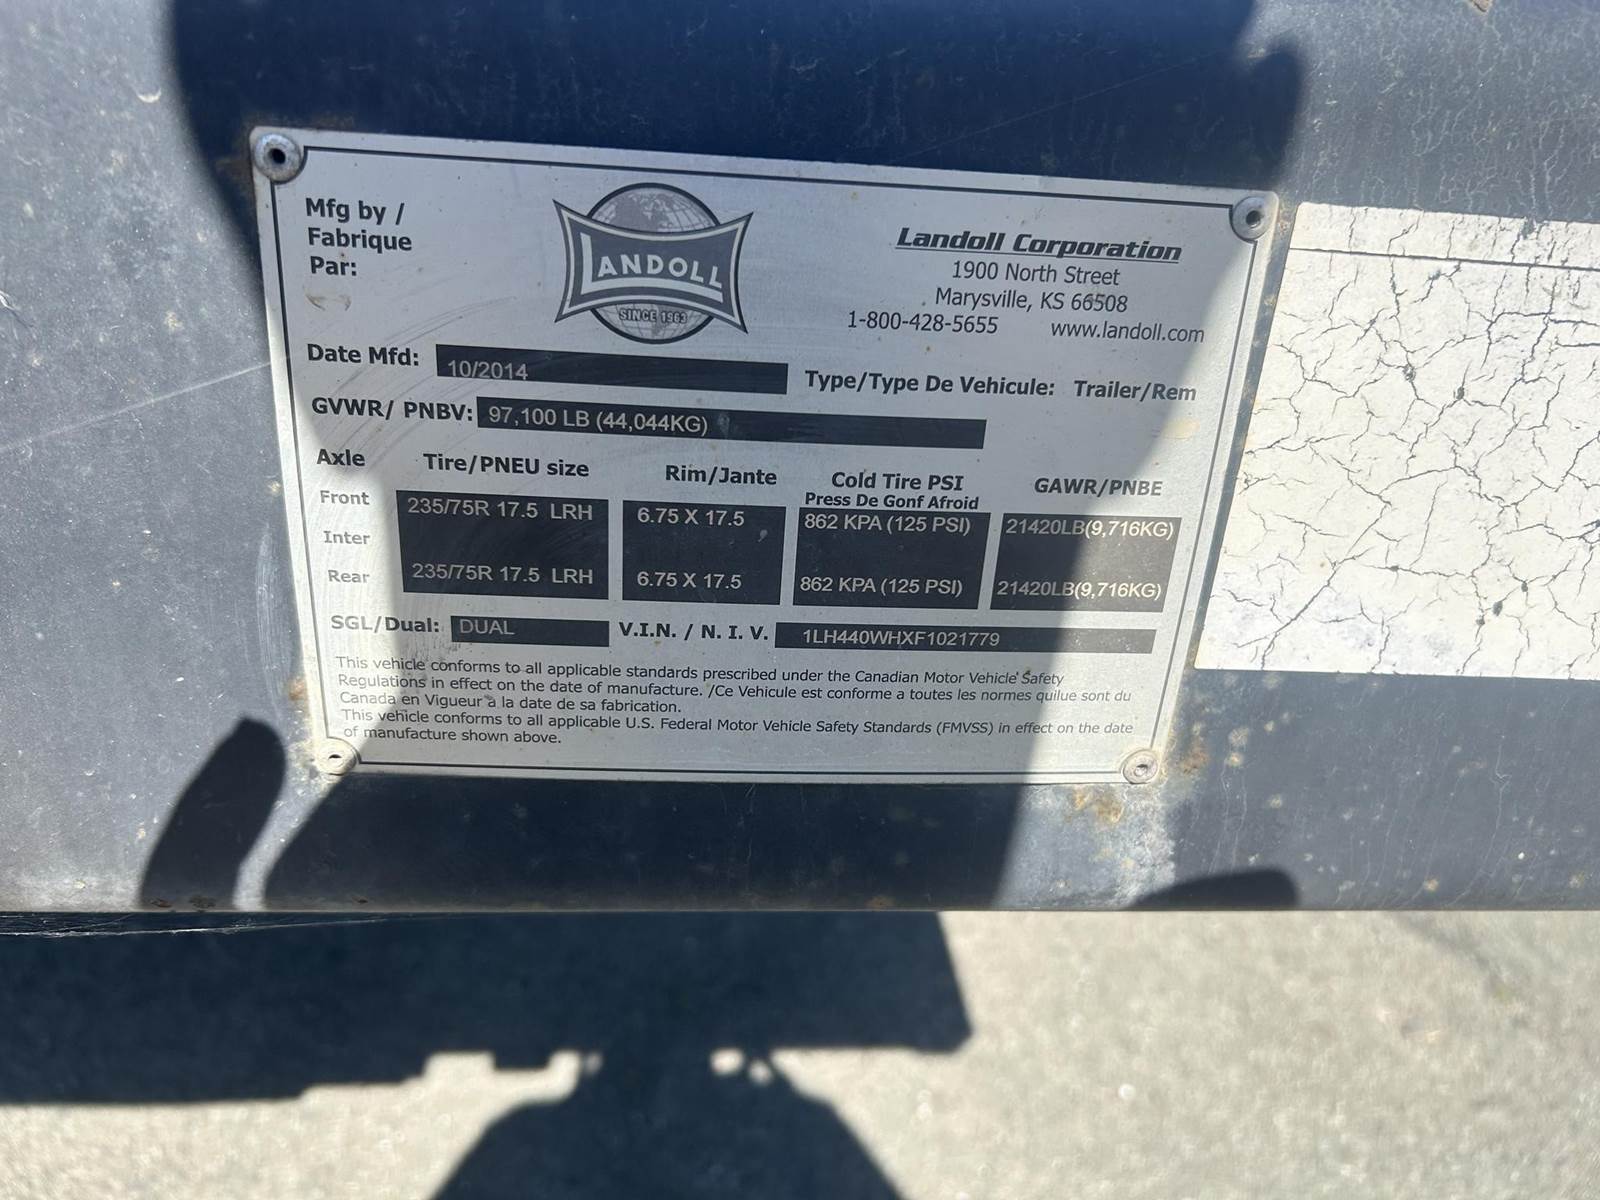 Mfg by /
Fabrique
Par:
LANDOLL
SINCE 1963
Landoll Corporation
1900 North Street
Marysville, KS 66508
1-800-428-5655 www.landoll.com
Date Mfd: 10/2014 Type/Type De Vehicule: Trailer/Rem
GVWR/ PNBV: 97,100 LB (44,044KG)
Axle Tire/PNEU size Rim/Jante Cold Tire PSI GAWR/PNBE
Press De Gonf Afroid
Front 235/75R 17.5 LRH 6.75 X 17.5 862 KPA (125 PSI) 21420LB(9,716KG)
Inter
Rear 235/75R 17.5 LRH 6.75 X 17.5 862 KPA (125 PSI) 21420LB(9,716KG)
SGL/Dual: DUAL V.I.N. / N. I. V. 1LH440WHXF1021779
This vehicle conforms to all applicable standards prescribed under the Canadian Motor Vehicle Safety
Regulations in effect on the date of manufacture. /Ce Vehicule est conforme a toutes les normes quilue sont du
Canada en Vigueur a la date de sa fabrication.
This vehicle conforms to all applicable U.S. Federal Motor Vehicle Safety Standards (FMVSS) in effect on the date
of manufacture shown above.